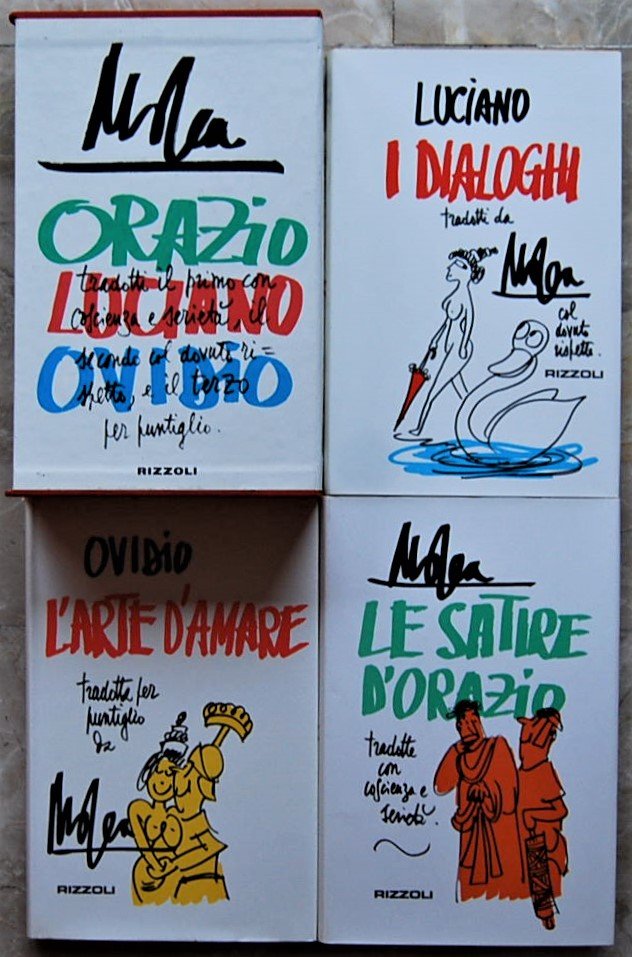 Mosca
ORAZIO
LUCIANO
OVIDIO
tradotti il primo con
coscienza e serietà, il
secondo col dovuto ri=
spetto, e il terzo
per puntiglio.
RIZZOLI
LUCIANO
I DIALOGHI
tradotti da
Mosca
col
dovuto
rispetto.
RIZZOLI
OVIDIO
L'ARTE D'AMARE
tradotta per
puntiglio
da
Mosca
RIZZOLI
Mosca
LE SATIRE
D'ORAZIO
tradotte
con
coscienza e
serietà.
RIZZOLI